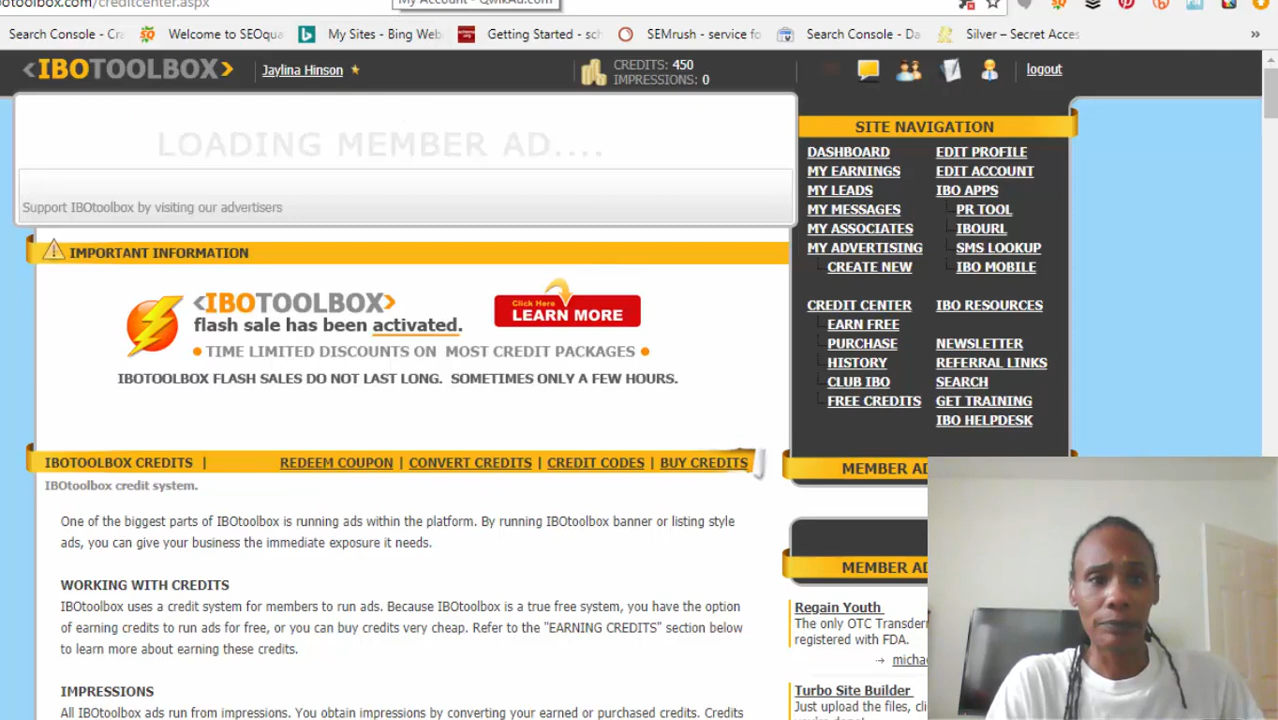 otoolbox.com/creditcenter.aspx
My Account - QwikAd.com
Search Console - Cra
Welcome to SEOqua
My Sites - Bing Web
Getting Started - sch
SEMrush - service fo
Search Console - Da
Silver – Secret Acces
»
<IBOTOOLBOX>
Jaylina Hinson
CREDITS: 450
IMPRESSIONS: 0
logout
LOADING MEMBER AD....
Support IBOtoolbox by visiting our advertisers
IMPORTANT INFORMATION
<IBOTOOLBOX>
flash sale has been activated.
Click Here
LEARN MORE
• TIME LIMITED DISCOUNTS ON MOST CREDIT PACKAGES •
IBOTOOLBOX FLASH SALES DO NOT LAST LONG. SOMETIMES ONLY A FEW HOURS.
IBOTOOLBOX CREDITS | REDEEM COUPON | CONVERT CREDITS | CREDIT CODES | BUY CREDITS
IBOtoolbox credit system.
One of the biggest parts of IBOtoolbox is running ads within the platform. By running IBOtoolbox banner or listing style
ads, you can give your business the immediate exposure it needs.
WORKING WITH CREDITS
IBOtoolbox uses a credit system for members to run ads. Because IBOtoolbox is a true free system, you have the option
of earning credits to run ads for free, or you can buy credits very cheap. Refer to the "EARNING CREDITS" section below
to learn more about earning these credits.
IMPRESSIONS
All IBOtoolbox ads run from impressions. You obtain impressions by converting your earned or purchased credits. Credits
SITE NAVIGATION
DASHBOARD
MY EARNINGS
MY LEADS
MY MESSAGES
MY ASSOCIATES
MY ADVERTISING
CREATE NEW
CREDIT CENTER
EARN FREE
PURCHASE
HISTORY
CLUB IBO
FREE CREDITS
EDIT PROFILE
EDIT ACCOUNT
IBO APPS
PR TOOL
IBOURL
SMS LOOKUP
IBO MOBILE
IBO RESOURCES
NEWSLETTER
REFERRAL LINKS
SEARCH
GET TRAINING
IBO HELPDESK
MEMBER AD
MEMBER AD
Regain Youth
The only OTC Transder
registered with FDA.
→ michae
Turbo Site Builder
Just upload the files, cli